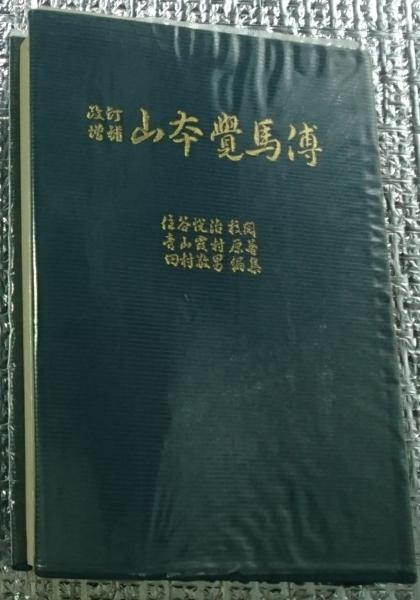 改訂
増補
山本覺馬傳
住谷悦治 校閲
青山霞村 原著
田村敬男 編集